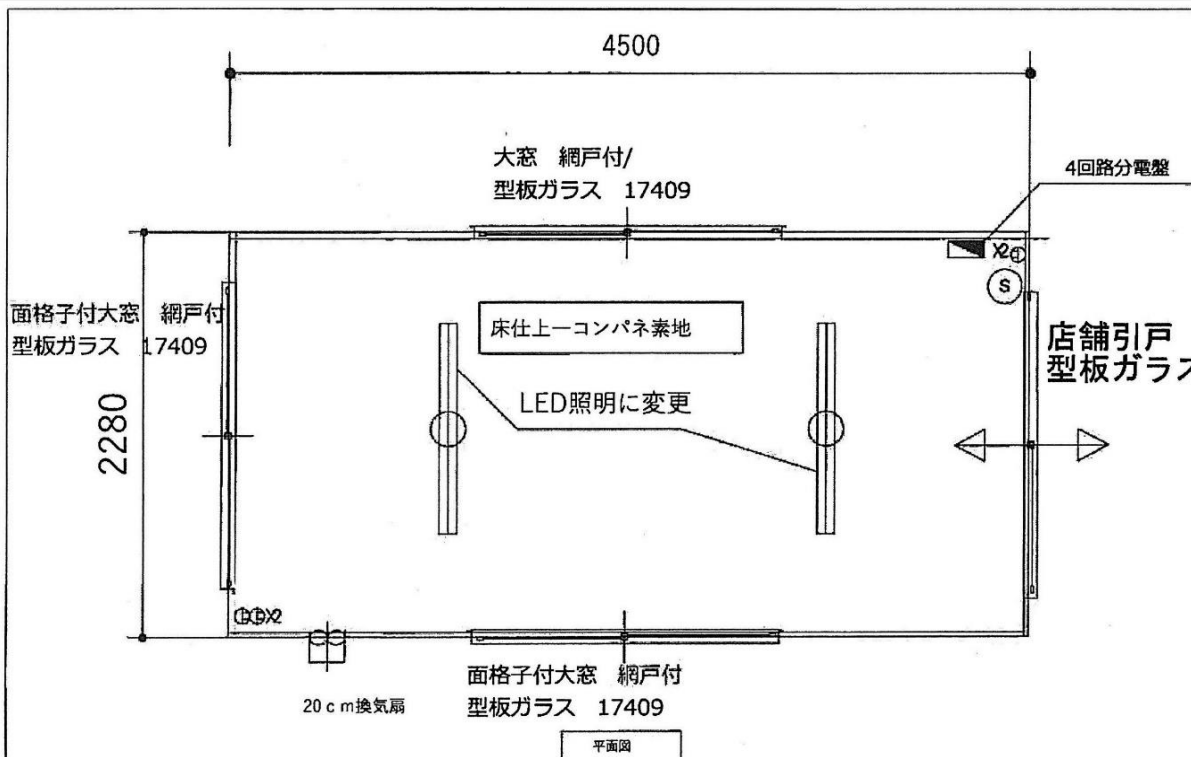 4500
大窓 網戸付/
型板ガラス 17409
4回路分電盤
X2
S
面格子付大窓 網戸付
型板ガラス 17409
床仕上ーコンパネ素地
店舗引戸
型板ガラス
LED照明に変更
2280
X2
20cm換気扇
面格子付大窓 網戸付
型板ガラス 17409
平面図